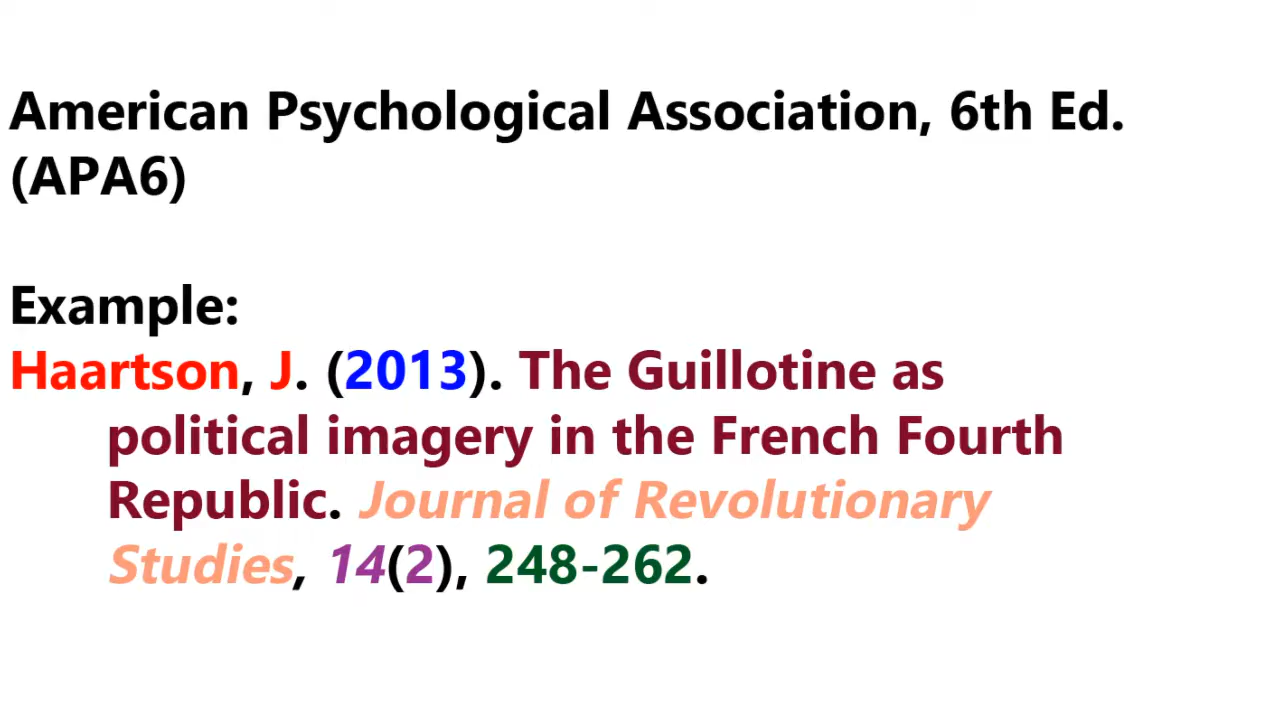 American Psychological Association, 6th Ed.
(APA6)
Example:
Haartson, J. (2013). The Guillotine as
political imagery in the French Fourth
Republic. Journal of Revolutionary
Studies, 14(2), 248-262.